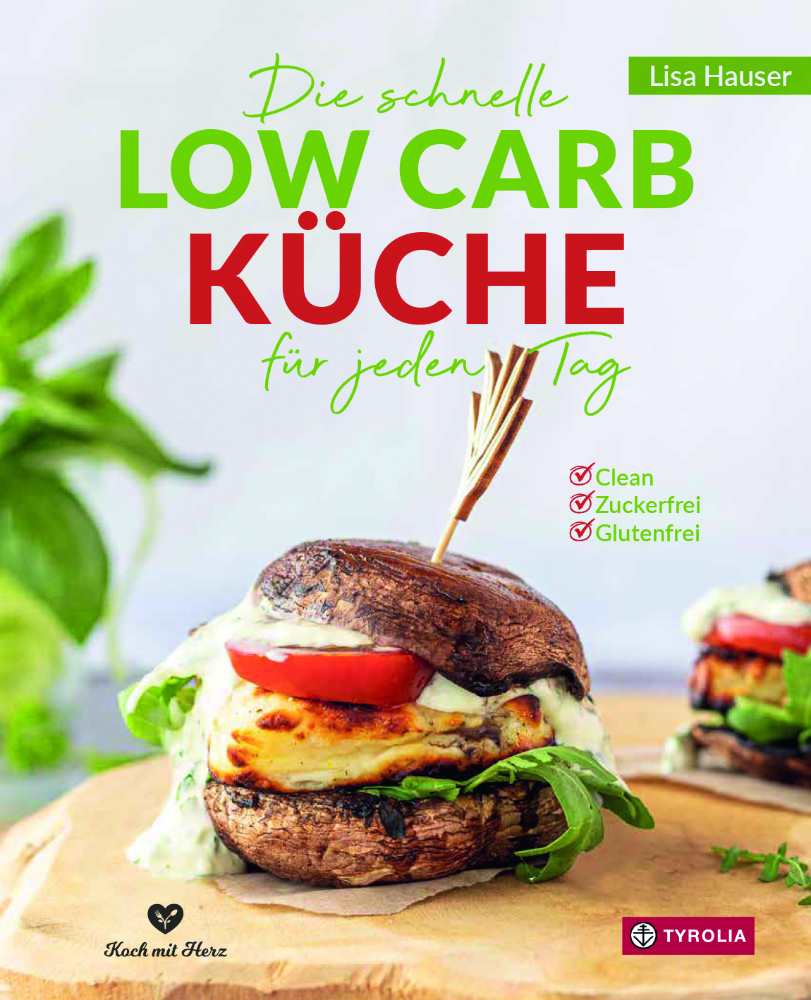 Lisa Hauser
Die schnelle
LOW CARB
KÜCHE
für jeden Tag
Clean
Zuckerfrei
Glutenfrei
Koch mit Herz
TYROLIA